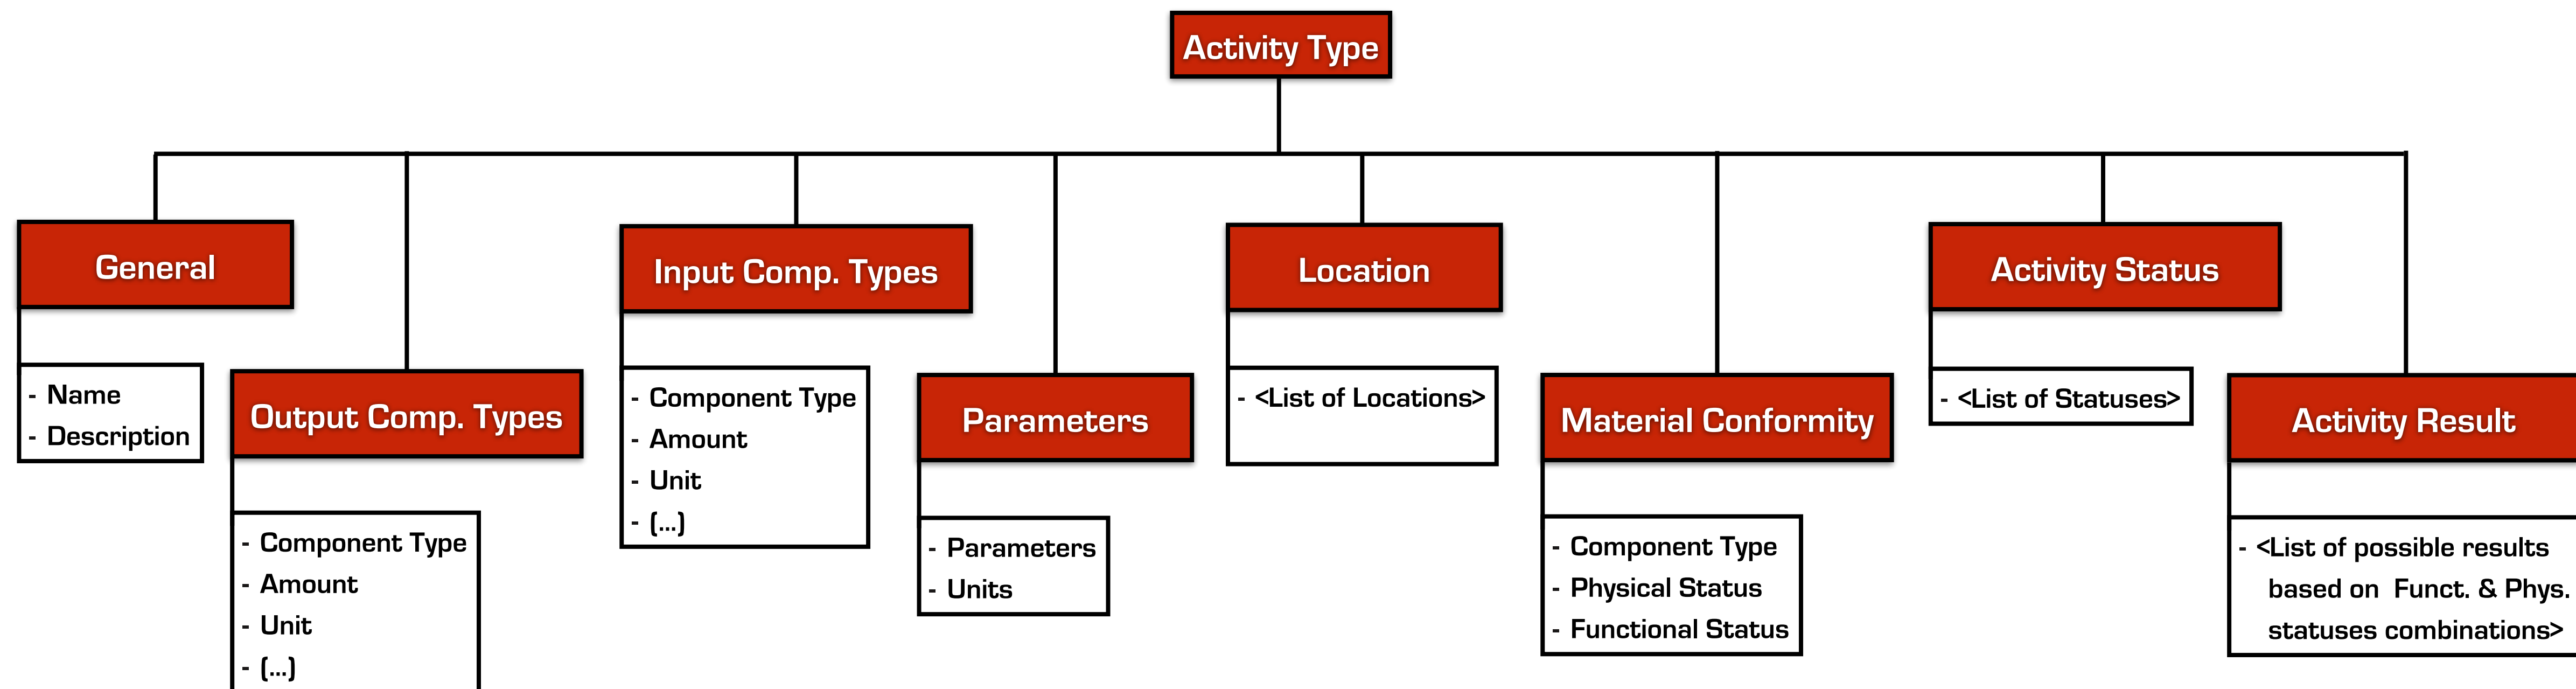 Activity Type
General
- Name
- Description
Output Comp. Types
- Component Type
- Amount
- Unit
- (...)
Input Comp. Types
- Component Type
- Amount
- Unit
- (...)
Parameters
- Parameters
- Units
Location
- <List of Locations>
Material Conformity
- Component Type
- Physical Status
- Functional Status
Activity Status
- <List of Statuses>
Activity Result
- <List of possible results
based on Funct. & Phys.
statuses combinations>